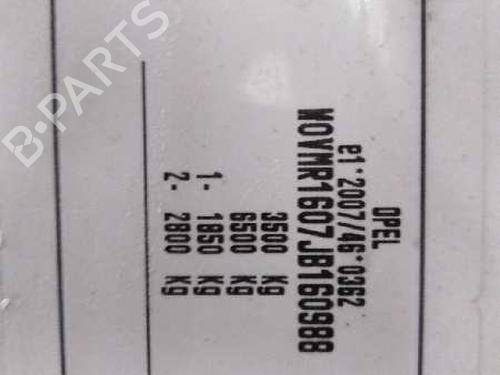 OPEL
e1*2007/46*0362
W0VMR1607JB160988
3500 kg
6500 kg
1- 1850 kg
2- 2800 kg
B-PARTS